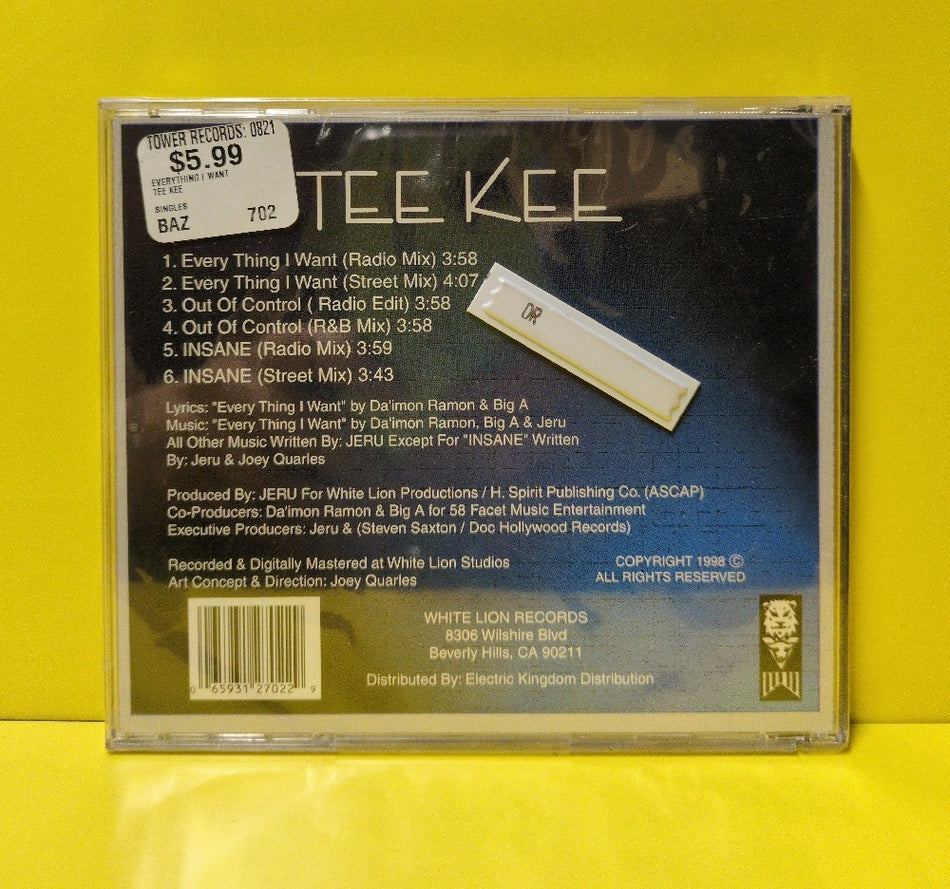 TOWER RECORDS: 0821
$5.99
EVERYTHING I WANT
TEE KEE
SINGLES
BAZ 702
TEE KEE
1. Every Thing I Want (Radio Mix) 3:58
2. Every Thing I Want (Street Mix) 4:07
3. Out Of Control ( Radio Edit) 3:58
4. Out Of Control (R&B Mix) 3:58
5. INSANE (Radio Mix) 3:59
6. INSANE (Street Mix) 3:43
DR
Lyrics: "Every Thing I Want" by Da'imon Ramon & Big A
Music: "Every Thing I Want" by Da'imon Ramon, Big A & Jeru
All Other Music Written By: JERU Except For "INSANE" Written
By: Jeru & Joey Quarles
Produced By: JERU For White Lion Productions / H. Spirit Publishing Co. (ASCAP)
Co-Producers: Da'imon Ramon & Big A for 58 Facet Music Entertainment
Executive Producers: Jeru & (Steven Saxton / Doc Hollywood Records)
Recorded & Digitally Mastered at White Lion Studios
Art Concept & Direction: Joey Quarles
COPYRIGHT 1998 ©
ALL RIGHTS RESERVED
WHITE LION RECORDS
8306 Wilshire Blvd
Beverly Hills, CA 90211
Distributed By: Electric Kingdom Distribution
0 65931 27022 9